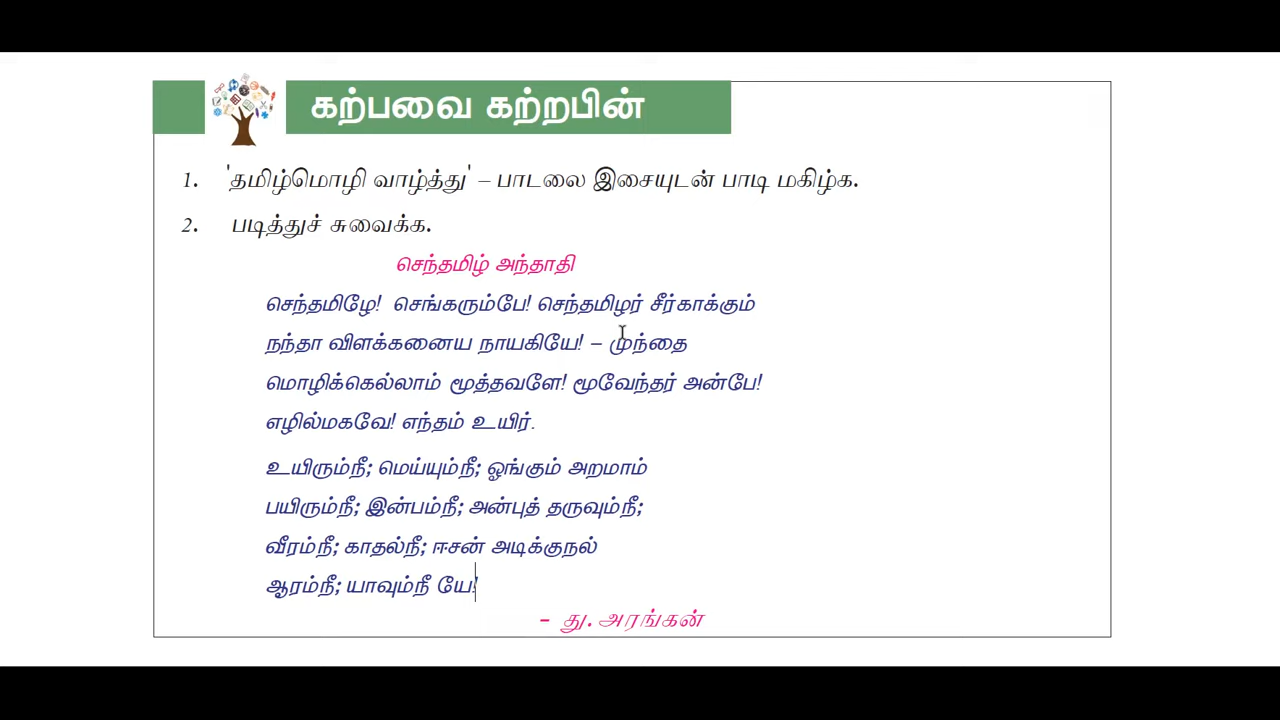 கற்பவை கற்றபின்
1. 'தமிழ்மொழி வாழ்த்து' – பாடலை இசையுடன் பாடி மகிழ்க.
2. படித்துச் சுவைக்க.
செந்தமிழ் அந்தாதி
செந்தமிழே! செங்கரும்பே! செந்தமிழர் சீர்காக்கும்
நந்தா விளக்கனைய நாயகியே! – முந்தை
மொழிக்கெல்லாம் மூத்தவளே! மூவேந்தர் அன்பே!
எழில்மகவே! எந்தம் உயிர்.
உயிரும்நீ; மெய்யும்நீ; ஓங்கும் அறமாம்
பயிரும்நீ; இன்பம்நீ; அன்புத் தருவும்நீ;
வீரம்நீ; காதல்நீ; ஈசன் அடிக்குநல்
ஆரம்நீ; யாவும்நீ யே!
- து. அரங்கன்